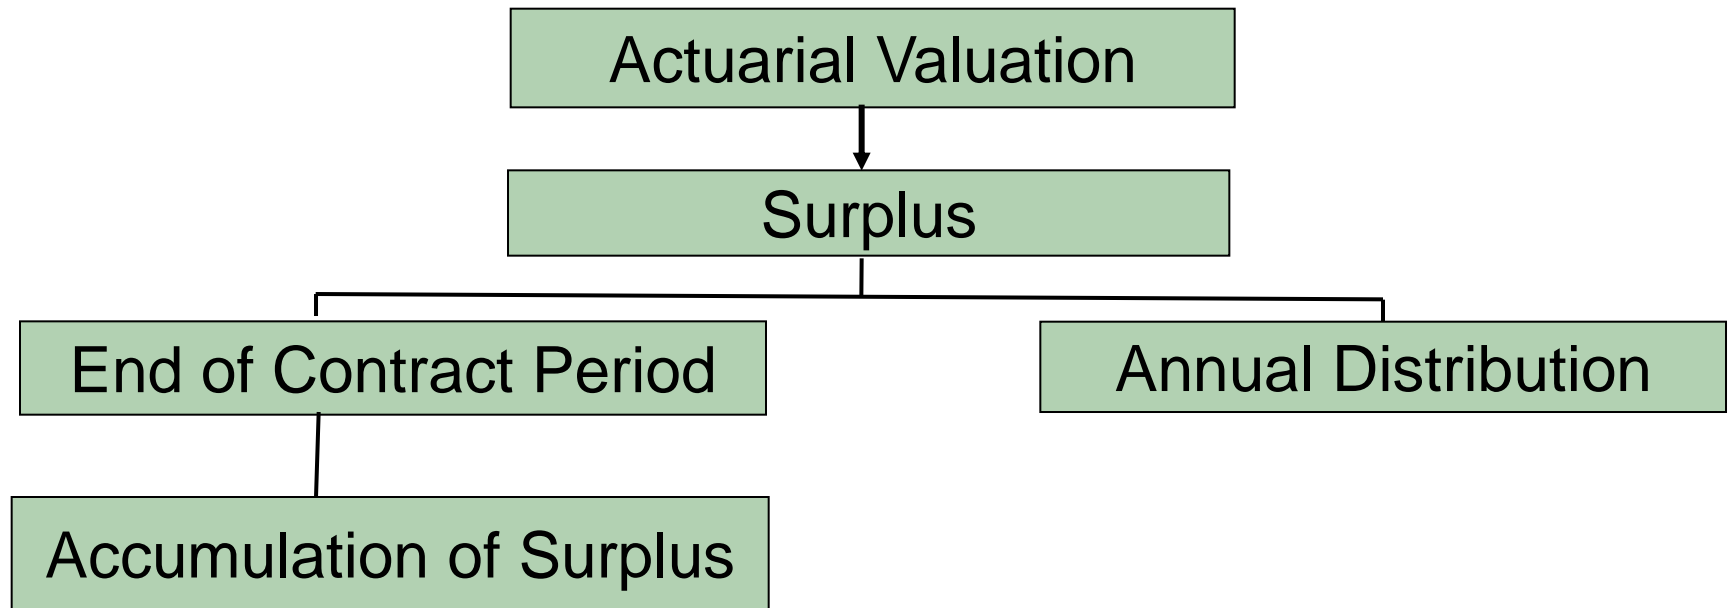 Actuarial Valuation
Surplus
End of Contract Period
Annual Distribution
Accumulation of Surplus